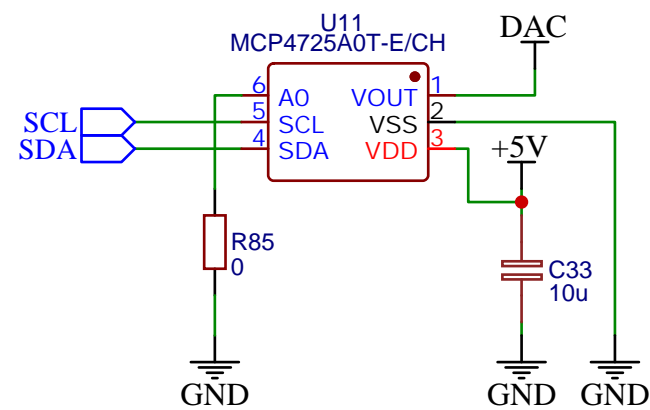 U11
MCP4725A0T-E/CH
DAC
6 A0 VOUT 1
5 SCL VSS 2
4 SDA VDD 3
SCL
SDA
+5V
R85
0
C33
10u
GND GND GND